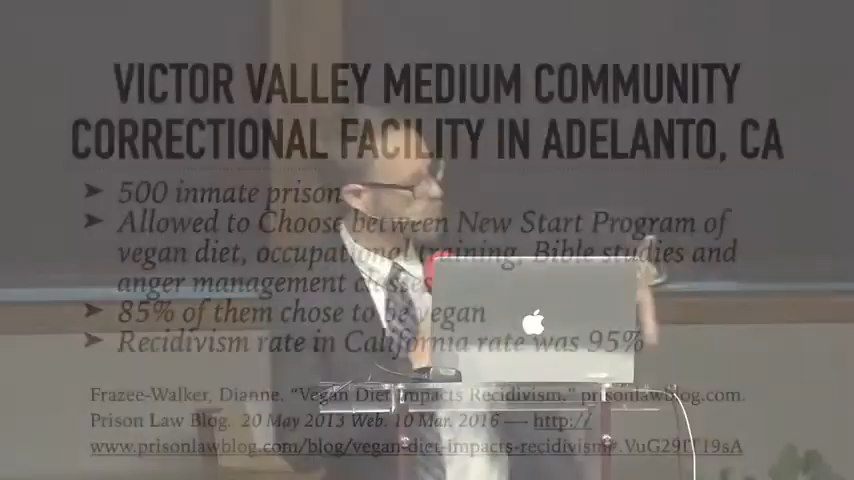 VICTOR VALLEY MEDIUM COMMUNITY
CORRECTIONAL FACILITY IN ADELANTO, CA
➤ 500 inmate prison
➤ Allowed to Choose between New Start Program of
vegan diet, occupational training, Bible studies and
anger management classes
➤ 85% of them chose to be vegan
➤ Recidivism rate in California rate was 95%
Frazee-Walker, Dianne. "Vegan Diet Impacts Recidivism." prisonlawblog.com.
Prison Law Blog. 20 May 2013 Web. 10 Mar. 2016 — http://
www.prisonlawblog.com/blog/vegan-diet-impacts-recidivism#.VuG29IT19sA